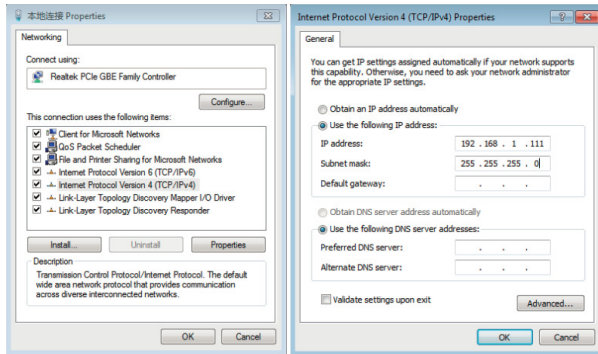 本地连接 Properties
Networking
Connect using:
Realtek PCIe GBE Family Controller
Configure...
This connection uses the following items:
Client for Microsoft Networks
QoS Packet Scheduler
File and Printer Sharing for Microsoft Networks
Internet Protocol Version 6 (TCP/IPv6)
Internet Protocol Version 4 (TCP/IPv4)
Link-Layer Topology Discovery Mapper I/O Driver
Link-Layer Topology Discovery Responder
Install...
Uninstall
Properties
Description
Transmission Control Protocol/Internet Protocol. The default
wide area network protocol that provides communication
across diverse interconnected networks.
OK
Cancel
Internet Protocol Version 4 (TCP/IPv4) Properties
General
You can get IP settings assigned automatically if your network supports
this capability. Otherwise, you need to ask your network administrator
for the appropriate IP settings.
Obtain an IP address automatically
Use the following IP address:
IP address: 192 . 168 . 1 . 111
Subnet mask: 255 . 255 . 255 . 0
Default gateway: . . .
Obtain DNS server address automatically
Use the following DNS server addresses:
Preferred DNS server: . . .
Alternate DNS server: . . .
Validate settings upon exit
Advanced...
OK
Cancel